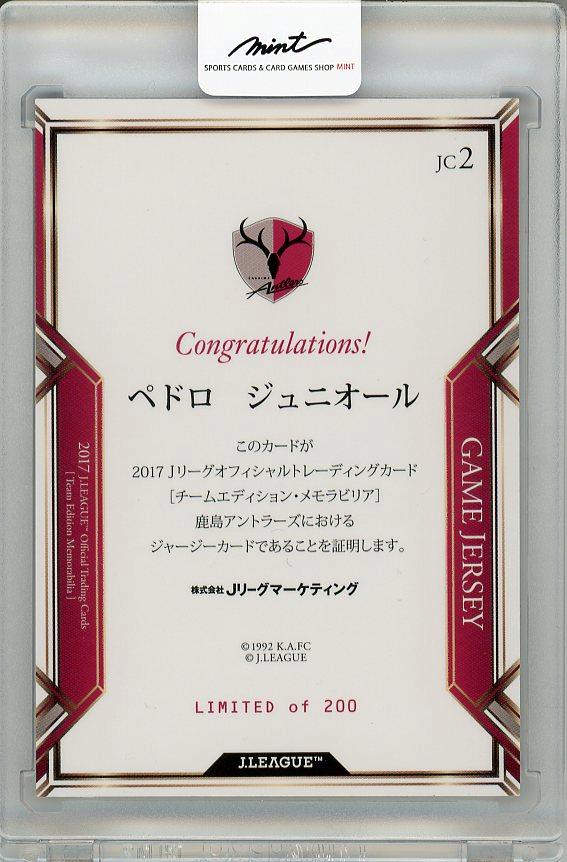 mint
SPORTS CARDS & CARD GAMES SHOP MINT
JC2
KASHIMA
Antlers
Congratulations!
ペドロ ジュニオール
このカードが
2017 Jリーグオフィシャルトレーディングカード
[チームエディション・メモラビリア]
鹿島アントラーズにおける
ジャージーカードであることを証明します。
株式会社 Jリーグマーケティング
©1992 K.A.FC
© J.LEAGUE
LIMITED of 200
J.LEAGUE™
2017 J.LEAGUE™ Official Trading Cards
[ Team Edition Memorabilia ]
GAME JERSEY